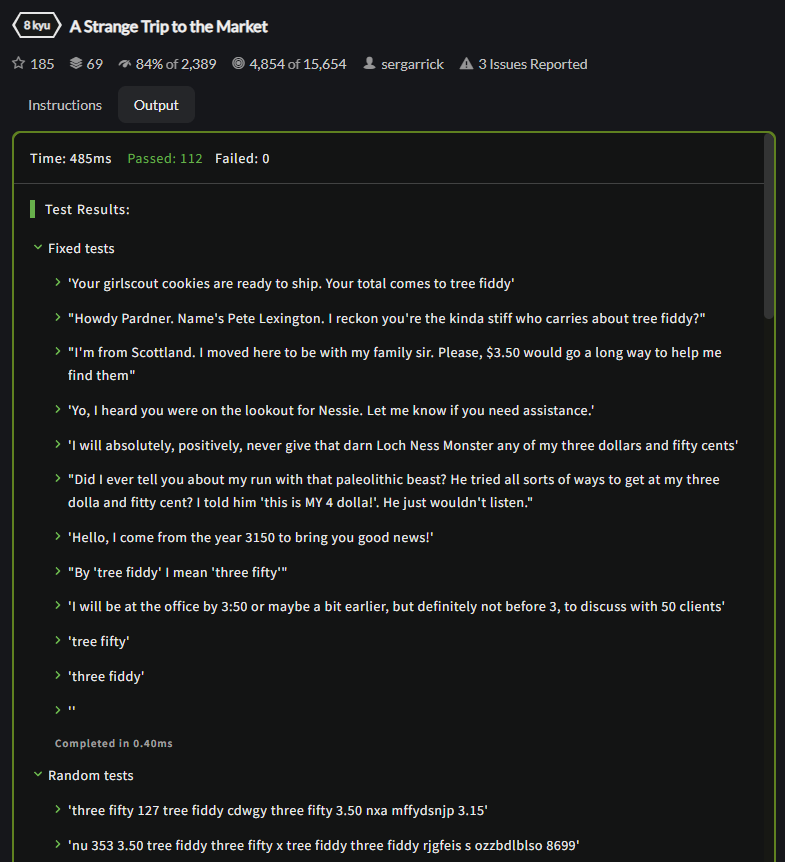 8 kyu A Strange Trip to the Market
185 69 84% of 2,389 4,854 of 15,654 sergarrick 3 Issues Reported
Instructions Output
Time: 485ms Passed: 112 Failed: 0
Test Results:
Fixed tests
'Your girlscout cookies are ready to ship. Your total comes to tree fiddy'
"Howdy Pardner. Name's Pete Lexington. I reckon you're the kinda stiff who carries about tree fiddy?"
"I'm from Scottland. I moved here to be with my family sir. Please, $3.50 would go a long way to help me
find them"
'Yo, I heard you were on the lookout for Nessie. Let me know if you need assistance.'
'I will absolutely, positively, never give that darn Loch Ness Monster any of my three dollars and fifty cents'
"Did I ever tell you about my run with that paleolithic beast? He tried all sorts of ways to get at my three
dolla and fitty cent? I told him 'this is MY 4 dolla!'. He just wouldn't listen."
'Hello, I come from the year 3150 to bring you good news!'
"By 'tree fiddy' I mean 'three fifty'"
'I will be at the office by 3:50 or maybe a bit earlier, but definitely not before 3, to discuss with 50 clients'
'tree fifty'
'three fiddy'
''
Completed in 0.40ms
Random tests
'three fifty 127 tree fiddy cdwgy three fifty 3.50 nxa mffydsnjp 3.15'
'nu 353 3.50 tree fiddy three fifty x tree fiddy three fiddy rjgfeis s ozzbdlblso 8699'